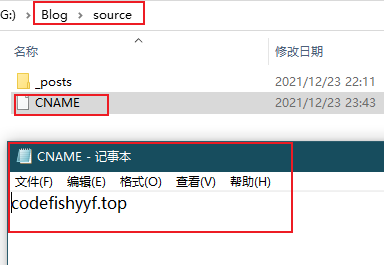 G:) › Blog › source
名称 修改日期
_posts 2021/12/23 22:11
CNAME 2021/12/23 23:43
CNAME - 记事本
文件(F) 编辑(E) 格式(O) 查看(V) 帮助(H)
codefishyyf.top